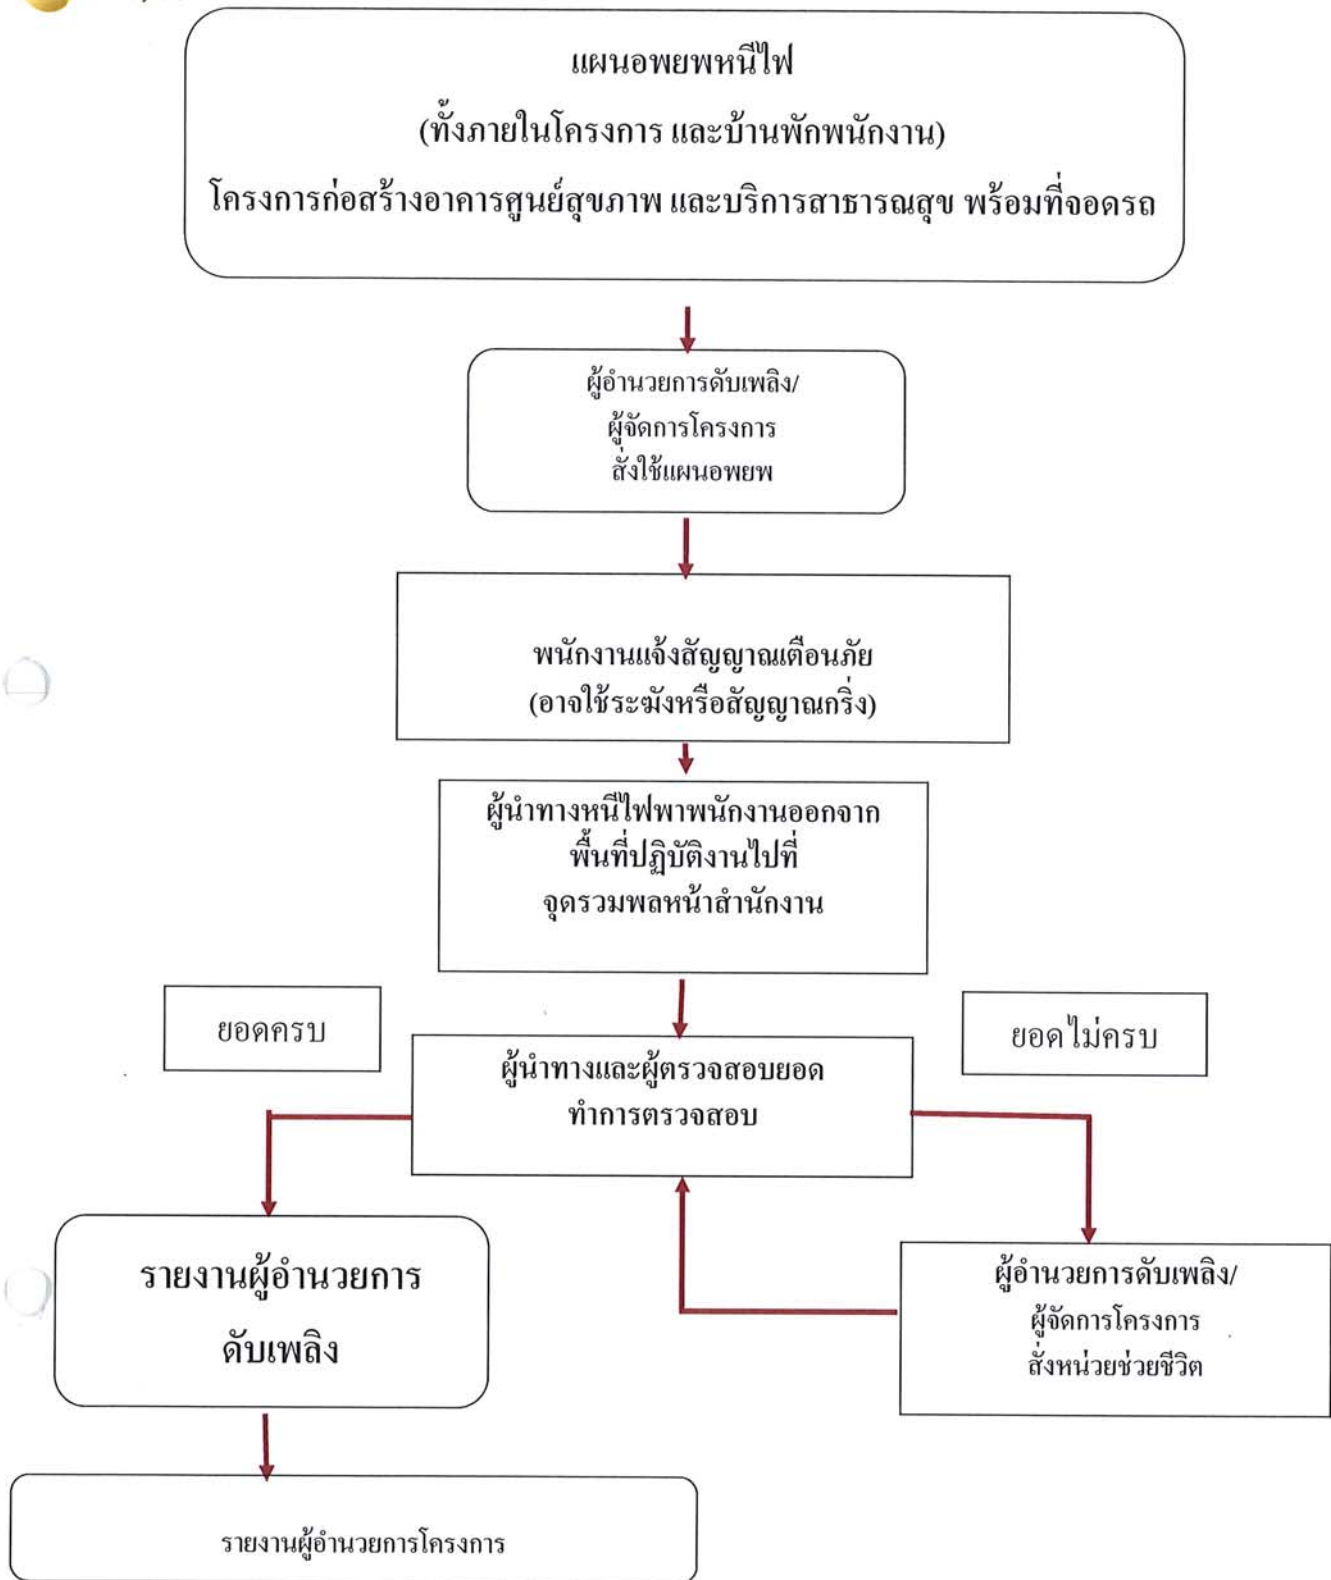 แผนอพยพหนีไฟ
(ทั้งภายในโครงการ และบ้านพักพนักงาน)
โครงการก่อสร้างอาคารศูนย์สุขภาพ และบริการสาธารณสุข พร้อมที่จอดรถ
ผู้อำนวยการดับเพลิง/
ผู้จัดการโครงการ
สั่งใช้แผนอพยพ
พนักงานแจ้งสัญญาณเตือนภัย
(อาจใช้ระฆังหรือสัญญาณกริ่ง)
ผู้นำทางหนีไฟพาพนักงานออกจาก
พื้นที่ปฏิบัติงานไปที่
จุดรวมพลหน้าสำนักงาน
ยอดครบ
ยอดไม่ครบ
ผู้นำทางและผู้ตรวจสอบยอด
ทำการตรวจสอบ
รายงานผู้อำนวยการ
ดับเพลิง
ผู้อำนวยการดับเพลิง/
ผู้จัดการโครงการ
สั่งหน่วยช่วยชีวิต
รายงานผู้อำนวยการโครงการ